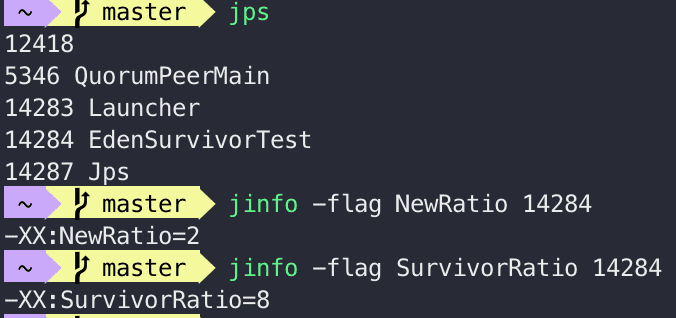 ~ master jps
12418
5346 QuorumPeerMain
14283 Launcher
14284 EdenSurvivorTest
14287 Jps
~ master jinfo -flag NewRatio 14284
-XX:NewRatio=2
~ master jinfo -flag SurvivorRatio 14284
-XX:SurvivorRatio=8